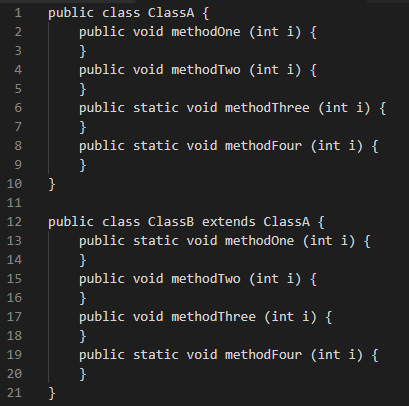 1 public class ClassA {
2     public void methodOne (int i) {
3     }
4     public void methodTwo (int i) {
5     }
6     public static void methodThree (int i) {
7     }
8     public static void methodFour (int i) {
9     }
10 }
11
12 public class ClassB extends ClassA {
13     public static void methodOne (int i) {
14     }
15     public void methodTwo (int i) {
16     }
17     public void methodThree (int i) {
18     }
19     public static void methodFour (int i) {
20     }
21 }